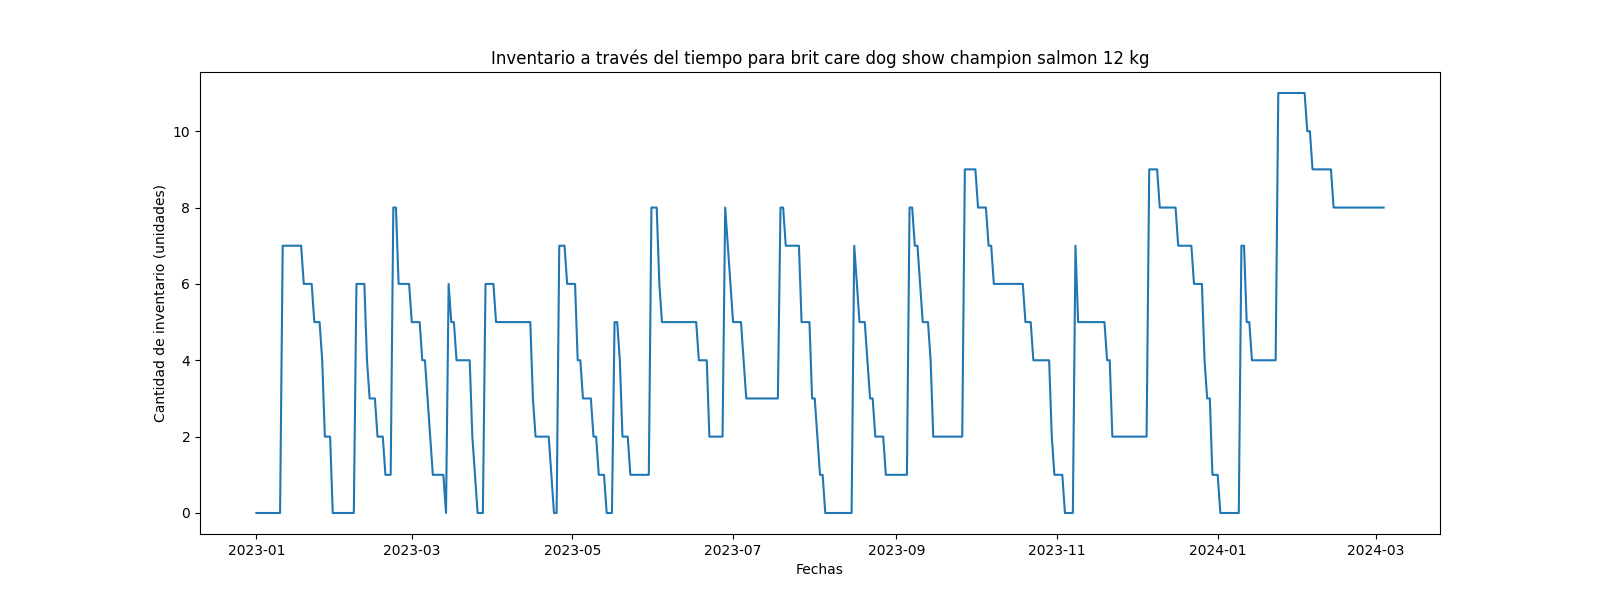 Inventario a través del tiempo para brit care dog show champion salmon 12 kg
Cantidad de inventario (unidades)
10
8
6
4
2
0
2023-01 2023-03 2023-05 2023-07 2023-09 2023-11 2024-01 2024-03
Fechas